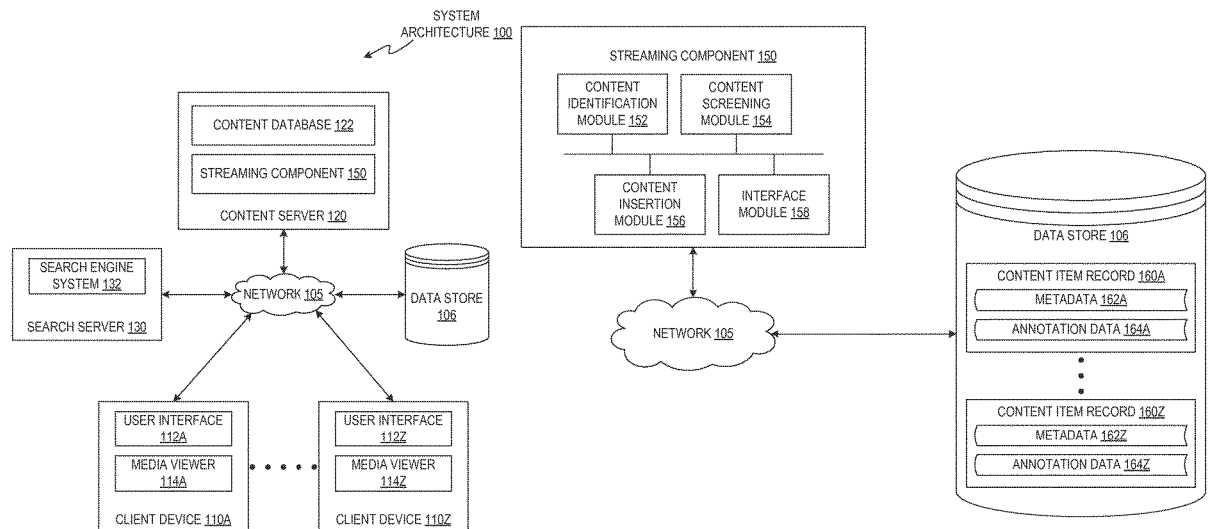 SYSTEM
ARCHITECTURE 100
CONTENT DATABASE 122
STREAMING COMPONENT 150
CONTENT SERVER 120
SEARCH ENGINE
SYSTEM 132
SEARCH SERVER 130
NETWORK 105
DATA STORE
106
USER INTERFACE
112A
MEDIA VIEWER
114A
CLIENT DEVICE 110A
USER INTERFACE
112Z
MEDIA VIEWER
114Z
CLIENT DEVICE 110Z
STREAMING COMPONENT 150
CONTENT
IDENTIFICATION
MODULE 152
CONTENT
SCREENING
MODULE 154
CONTENT
INSERTION
MODULE 156
INTERFACE
MODULE 158
NETWORK 105
DATA STORE 106
CONTENT ITEM RECORD 160A
METADATA 162A
ANNOTATION DATA 164A
CONTENT ITEM RECORD 160Z
METADATA 162Z
ANNOTATION DATA 164Z